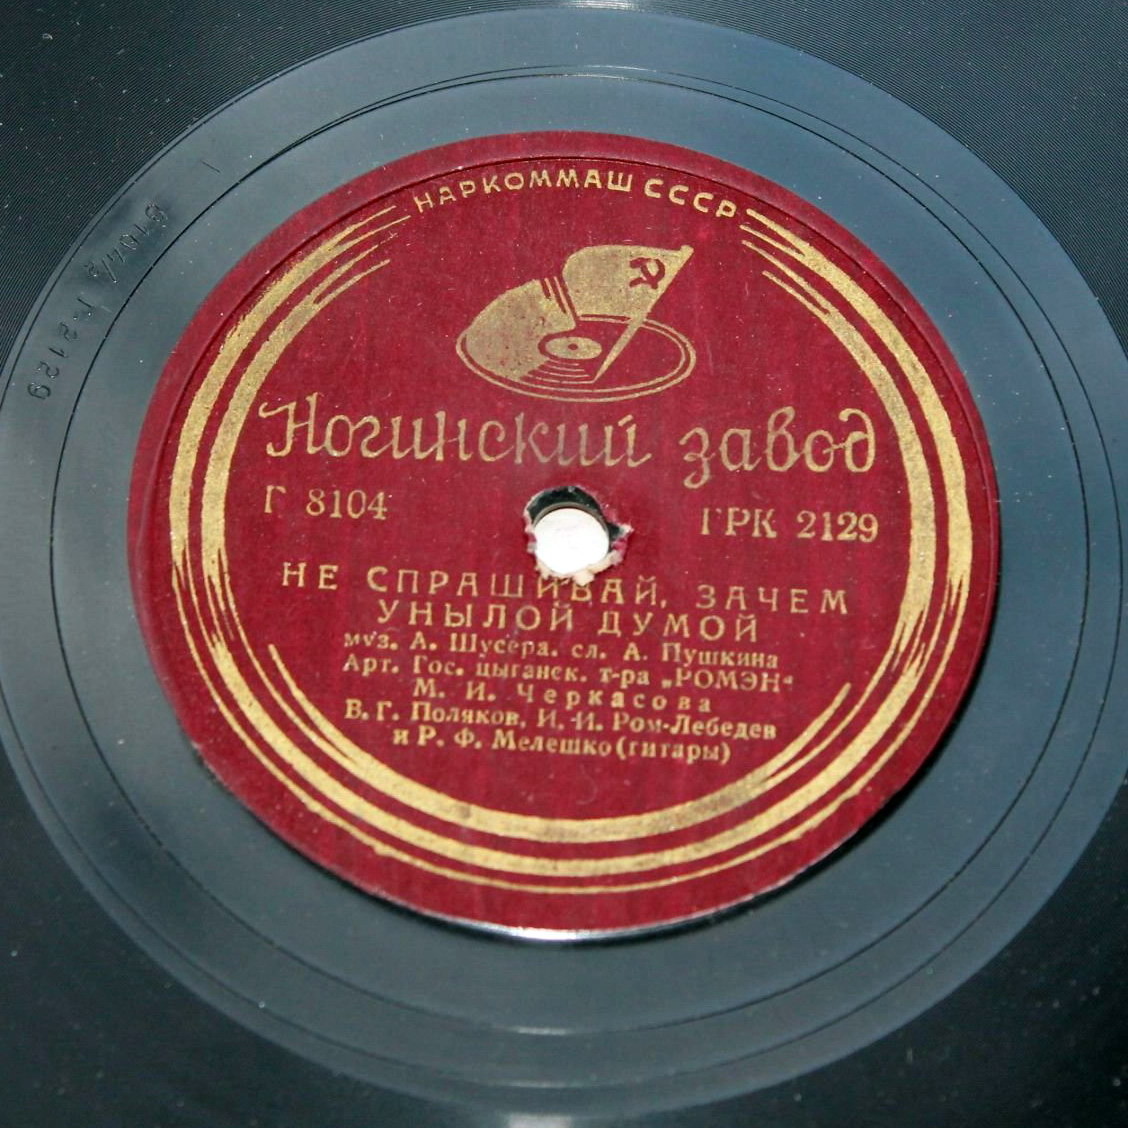 НАРКОММАШ СССР
Ногинский завод
Г 8104 ГРК 2129
НЕ СПРАШИВАЙ, ЗАЧЕМ
УНЫЛОЙ ДУМОЙ
муз. А. Шусера. сл. А. Пушкина
Арт. Гос. цыганск. т-ра „РОМЭН“
М. И. Черкасова
В. Г. Поляков, И. И. Ром-Лебедев
и Р. Ф. Мелешко (гитары)